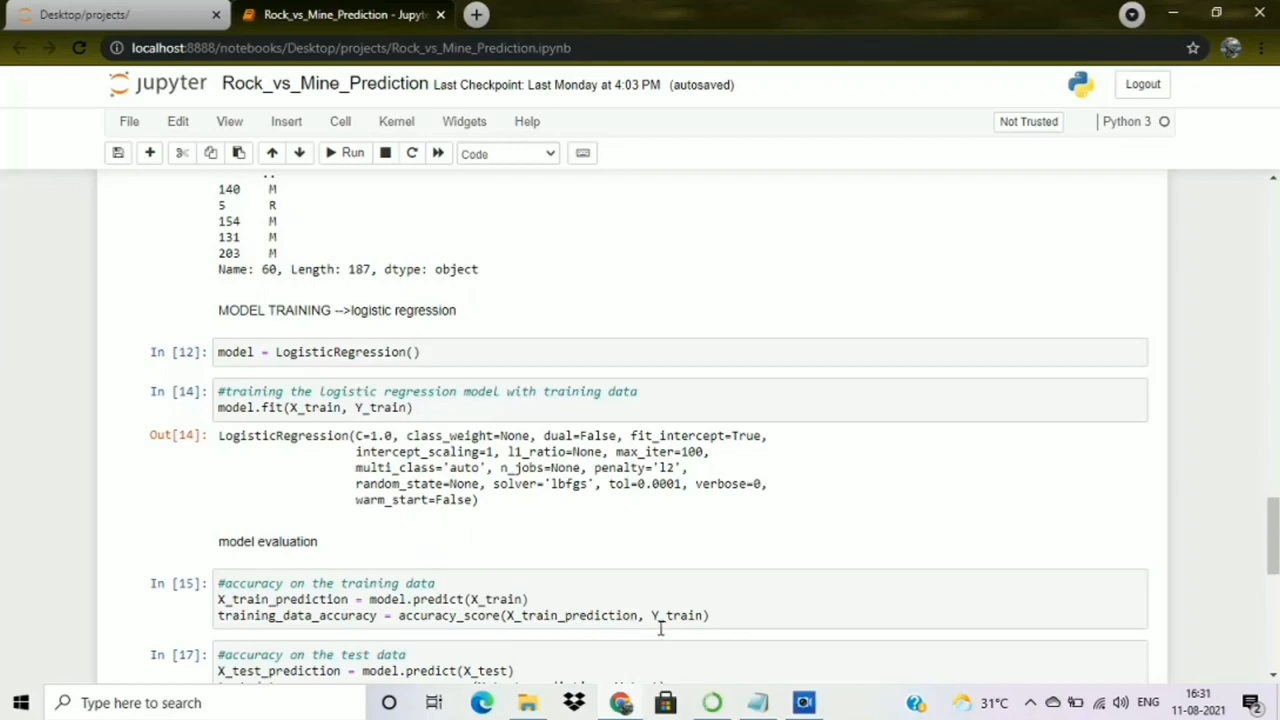 Desktop/projects/
Rock_vs_Mine_Prediction - Jupyt
localhost:8888/notebooks/Desktop/projects/Rock_vs_Mine_Prediction.ipynb
jupyter Rock_vs_Mine_Prediction Last Checkpoint: Last Monday at 4:03 PM (autosaved)
Logout
File Edit View Insert Cell Kernel Widgets Help
Not Trusted
Python 3
Run
Code
..
140 M
5 R
154 M
131 M
203 M
Name: 60, Length: 187, dtype: object
MODEL TRAINING -->logistic regression
In [12]: model = LogisticRegression()
In [14]: #training the logistic regression model with training data
model.fit(X_train, Y_train)
Out[14]: LogisticRegression(C=1.0, class_weight=None, dual=False, fit_intercept=True,
intercept_scaling=1, l1_ratio=None, max_iter=100,
multi_class='auto', n_jobs=None, penalty='l2',
random_state=None, solver='lbfgs', tol=0.0001, verbose=0,
warm_start=False)
model evaluation
In [15]: #accuracy on the training data
X_train_prediction = model.predict(X_train)
training_data_accuracy = accuracy_score(X_train_prediction, Y_train)
In [17]: #accuracy on the test data
X_test_prediction = model.predict(X_test)
Type here to search
31°C
ENG
16:31
11-08-2021
2